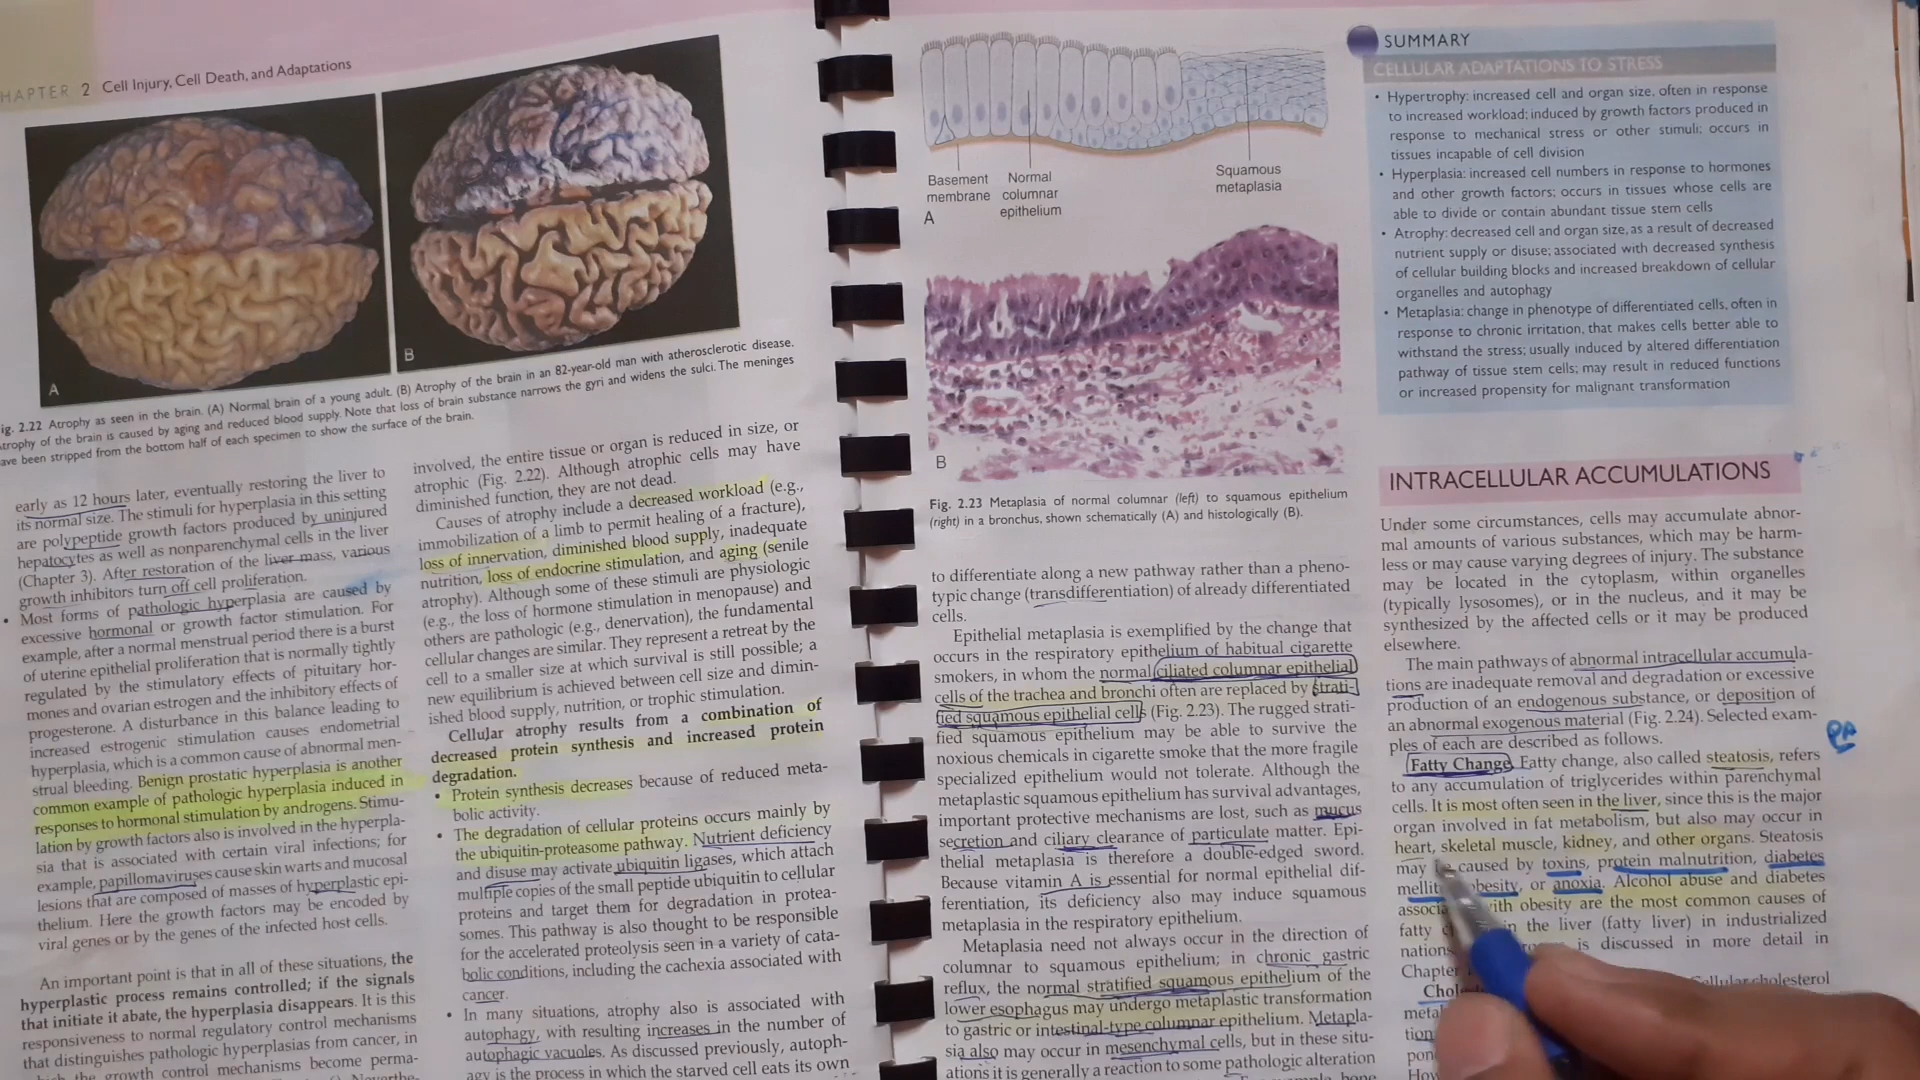 HAPTER 2 Cell Injury, Cell Death, and Adaptations
A
B
ig. 2.22 Atrophy as seen in the brain. (A) Normal brain of a young adult. (B) Atrophy of the brain in an 82-year-old man with atherosclerotic disease.
trophy of the brain is caused by aging and reduced blood supply. Note that loss of brain substance narrows the gyri and widens the sulci. The meninges
ave been stripped from the bottom half of each specimen to show the surface of the brain.
early as 12 hours later, eventually restoring the liver to
its normal size. The stimuli for hyperplasia in this setting
are polypeptide growth factors produced by uninjured
hepatocytes as well as nonparenchymal cells in the liver
(Chapter 3). After restoration of the liver mass, various
growth inhibitors turn off cell proliferation.
• Most forms of pathologic hyperplasia are caused by
excessive hormonal or growth factor stimulation. For
example, after a normal menstrual period there is a burst
of uterine epithelial proliferation that is normally tightly
regulated by the stimulatory effects of pituitary hor-
mones and ovarian estrogen and the inhibitory effects of
progesterone. A disturbance in this balance leading to
increased estrogenic stimulation causes endometrial
hyperplasia, which is a common cause of abnormal men-
strual bleeding. Benign prostatic hyperplasia is another
common example of pathologic hyperplasia induced in
responses to hormonal stimulation by androgens. Stimu-
lation by growth factors also is involved in the hyperpla-
sia that is associated with certain viral infections; for
example, papillomaviruses cause skin warts and mucosal
lesions that are composed of masses of hyperplastic epi-
thelium. Here the growth factors may be encoded by
viral genes or by the genes of the infected host cells.
An important point is that in all of these situations, the
hyperplastic process remains controlled; if the signals
that initiate it abate, the hyperplasia disappears. It is this
responsiveness to normal regulatory control mechanisms
that distinguishes pathologic hyperplasias from cancer, in
the growth control mechanisms become perma-
involved, the entire tissue or organ is reduced in size, or
atrophic (Fig. 2.22). Although atrophic cells may have
diminished function, they are not dead.
Causes of atrophy include a decreased workload (e.g.,
immobilization of a limb to permit healing of a fracture),
loss of innervation, diminished blood supply, inadequate
nutrition, loss of endocrine stimulation, and aging (senile
atrophy). Although some of these stimuli are physiologic
(e.g., the loss of hormone stimulation in menopause) and
others are pathologic (e.g., denervation), the fundamental
cellular changes are similar. They represent a retreat by the
cell to a smaller size at which survival is still possible; a
new equilibrium is achieved between cell size and dimin-
ished blood supply, nutrition, or trophic stimulation.
Cellular atrophy results from a combination of
decreased protein synthesis and increased protein
degradation.
• Protein synthesis decreases because of reduced meta-
bolic activity.
• The degradation of cellular proteins occurs mainly by
the ubiquitin-proteasome pathway. Nutrient deficiency
and disuse may activate ubiquitin ligases, which attach
multiple copies of the small peptide ubiquitin to cellular
proteins and target them for degradation in protea-
somes. This pathway is also thought to be responsible
for the accelerated proteolysis seen in a variety of cata-
bolic conditions, including the cachexia associated with
cancer.
• In many situations, atrophy also is associated with
autophagy, with resulting increases in the number of
autophagic vacuoles. As discussed previously, autoph-
agy is the process in which the starved cell eats its own
Basement
membrane
Normal
columnar
epithelium
Squamous
metaplasia
A
B
Fig. 2.23 Metaplasia of normal columnar (left) to squamous epithelium
(right) in a bronchus, shown schematically (A) and histologically (B).
to differentiate along a new pathway rather than a pheno-
typic change (transdifferentiation) of already differentiated
cells.
Epithelial metaplasia is exemplified by the change that
occurs in the respiratory epithelium of habitual cigarette
smokers, in whom the normal ciliated columnar epithelial
cells of the trachea and bronchi often are replaced by strati-
fied squamous epithelial cells (Fig. 2.23). The rugged strati-
fied squamous epithelium may be able to survive the
noxious chemicals in cigarette smoke that the more fragile
specialized epithelium would not tolerate. Although the
metaplastic squamous epithelium has survival advantages,
important protective mechanisms are lost, such as mucus
secretion and ciliary clearance of particulate matter. Epi-
thelial metaplasia is therefore a double-edged sword.
Because vitamin A is essential for normal epithelial dif-
ferentiation, its deficiency also may induce squamous
metaplasia in the respiratory epithelium.
Metaplasia need not always occur in the direction of
columnar to squamous epithelium; in chronic gastric
reflux, the normal stratified squamous epithelium of the
lower esophagus may undergo metaplastic transformation
to gastric or intestinal-type columnar epithelium. Metapla-
sia also may occur in mesenchymal cells, but in these situ-
ations it is generally a reaction to some pathologic alteration
SUMMARY
CELLULAR ADAPTATIONS TO STRESS
• Hypertrophy: increased cell and organ size, often in response
to increased workload; induced by growth factors produced in
response to mechanical stress or other stimuli; occurs in
tissues incapable of cell division
• Hyperplasia: increased cell numbers in response to hormones
and other growth factors; occurs in tissues whose cells are
able to divide or contain abundant tissue stem cells
• Atrophy: decreased cell and organ size, as a result of decreased
nutrient supply or disuse; associated with decreased synthesis
of cellular building blocks and increased breakdown of cellular
organelles and autophagy
• Metaplasia: change in phenotype of differentiated cells, often in
response to chronic irritation, that makes cells better able to
withstand the stress; usually induced by altered differentiation
pathway of tissue stem cells; may result in reduced functions
or increased propensity for malignant transformation
INTRACELLULAR ACCUMULATIONS
Under some circumstances, cells may accumulate abnor-
mal amounts of various substances, which may be harm-
less or may cause varying degrees of injury. The substance
may be located in the cytoplasm, within organelles
(typically lysosomes), or in the nucleus, and it may be
synthesized by the affected cells or it may be produced
elsewhere.
The main pathways of abnormal intracellular accumula-
tions are inadequate removal and degradation or excessive
production of an endogenous substance, or deposition of
an abnormal exogenous material (Fig. 2.24). Selected exam-
ples of each are described as follows.
Fatty Change. Fatty change, also called steatosis, refers
to any accumulation of triglycerides within parenchymal
cells. It is most often seen in the liver, since this is the major
organ involved in fat metabolism, but also may occur in
heart, skeletal muscle, kidney, and other organs. Steatosis
may be caused by toxins, protein malnutrition, diabetes
mellit obesity, or anoxia. Alcohol abuse and diabetes
associa with obesity are the most common causes of
fatty c in the liver (fatty liver) in industrialized
nations is discussed in more detail in
Chapter
Chol Cellular cholesterol
meta
tion
pon
How